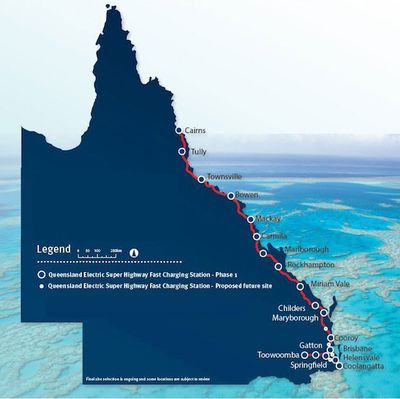 Cairns
Tully
Townsville
Bowen
Mackay
Carmila
Marlborough
Rockhampton
Miriam Vale
Childers
Maryborough
Cooroy
Gatton
Brisbane
Toowoomba
Helensvale
Springfield
Coolangatta
Legend
0 50 100 200km
Queensland Electric Super Highway Fast Charging Station - Phase 1
Queensland Electric Super Highway Fast Charging Station - Proposed future site
Final site selection is ongoing and some locations are subject to review